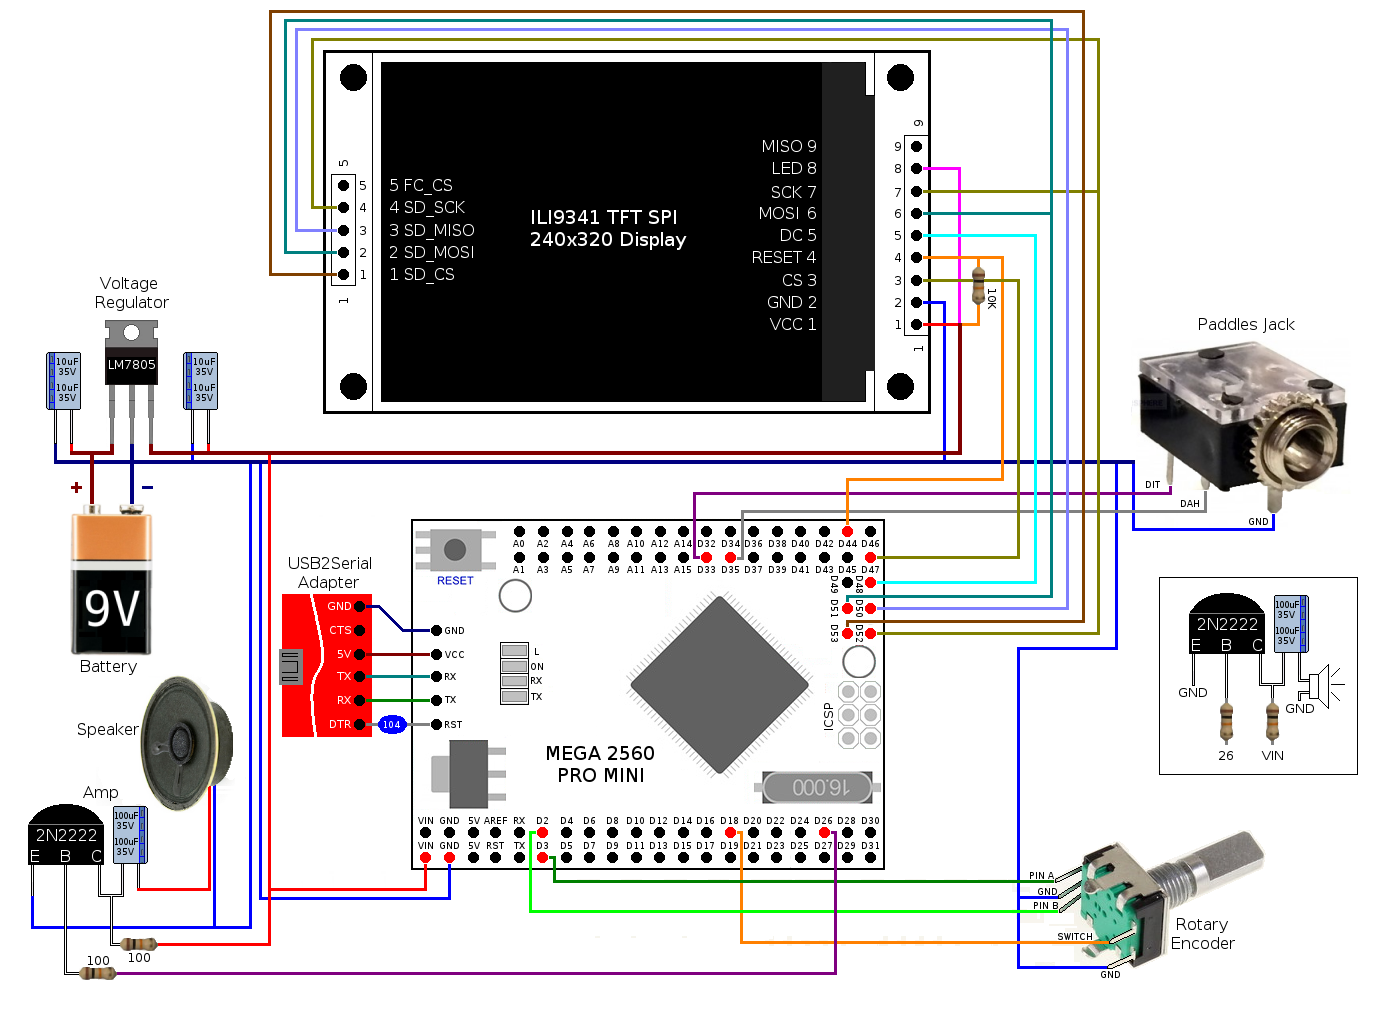 9
5
5
4
3
2
1
1
5 FC_CS
4 SD_SCK
3 SD_MISO
2 SD_MOSI
1 SD_CS
ILI9341 TFT SPI
240x320 Display
MISO 9
LED 8
SCK 7
MOSI 6
DC 5
RESET 4
CS 3
GND 2
VCC 1
9
8
7
6
5
4
3
2
1
1
10K
Voltage
Regulator
LM7805
10uF
35V
10uF
35V
10uF
35V
10uF
35V
+
−
9V
Battery
Paddles Jack
DIT
DAH
GND
USB2Serial
Adapter
GND
CTS
5V
TX
RX
DTR
104
RESET
GND
VCC
RX
TX
RST
L
ON
RX
TX
A0 A2 A4 A6 A8 A10 A12 A14 D32 D34 D36 D38 D40 D42 D44 D46
A1 A3 A5 A7 A9 A11 A13 A15 D33 D35 D37 D39 D41 D43 D45 D47
D49 D48
D51 D50
D53 D52
ICSP
MEGA 2560
PRO MINI
16.000
VIN GND 5V AREF RX D2 D4 D6 D8 D10 D12 D14 D16 D18 D20 D22 D24 D26 D28 D30
VIN GND 5V RST TX D3 D5 D7 D9 D11 D13 D15 D17 D19 D21 D23 D25 D27 D29 D31
Speaker
Amp
2N2222
E B C
100uF
35V
100uF
35V
100
100
2N2222
E B C
100uF
35V
100uF
35V
GND
GND
26
VIN
PIN A
GND
PIN B
SWITCH
GND
Rotary
Encoder